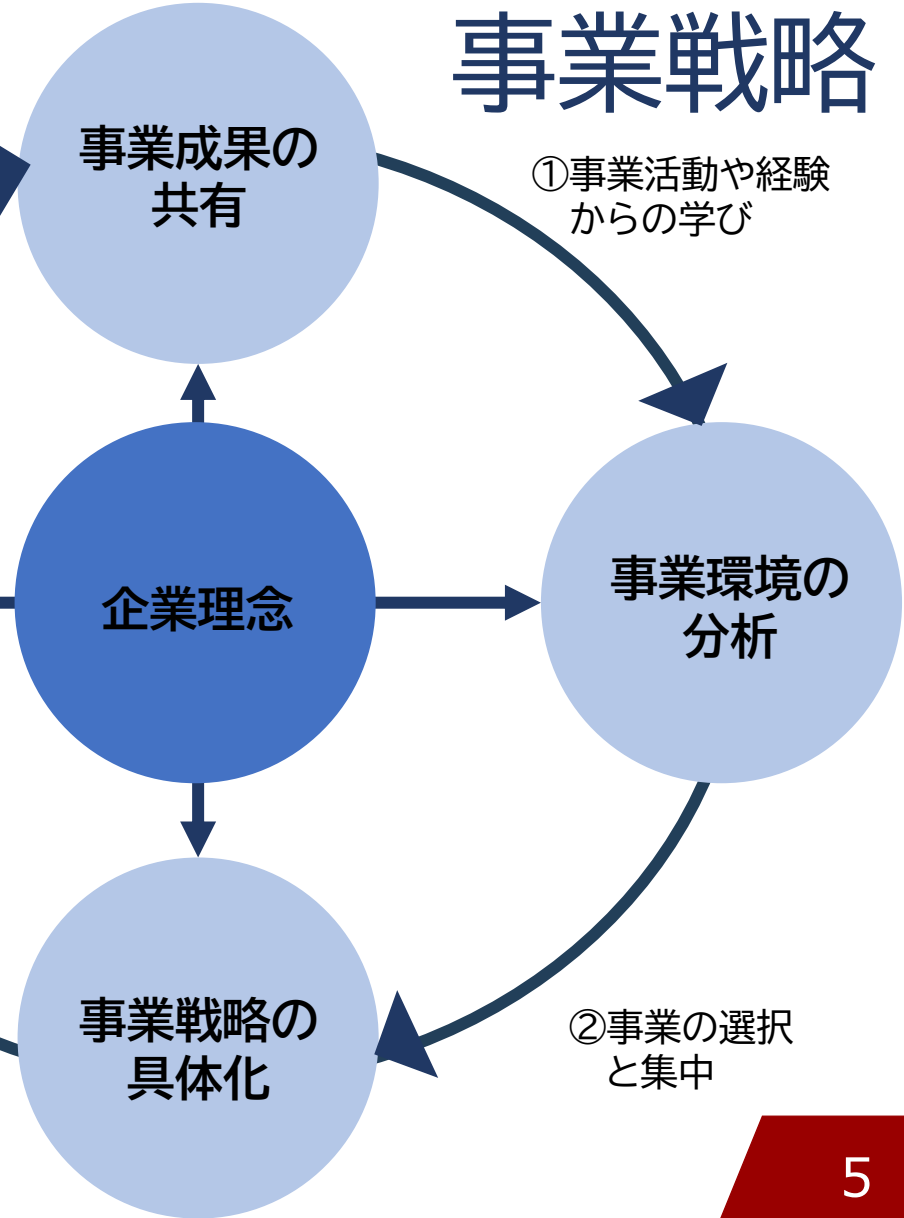 事業戦略
事業成果の
共有
①事業活動や経験
からの学び
企業理念
事業環境の
分析
事業戦略の
具体化
②事業の選択
と集中
5